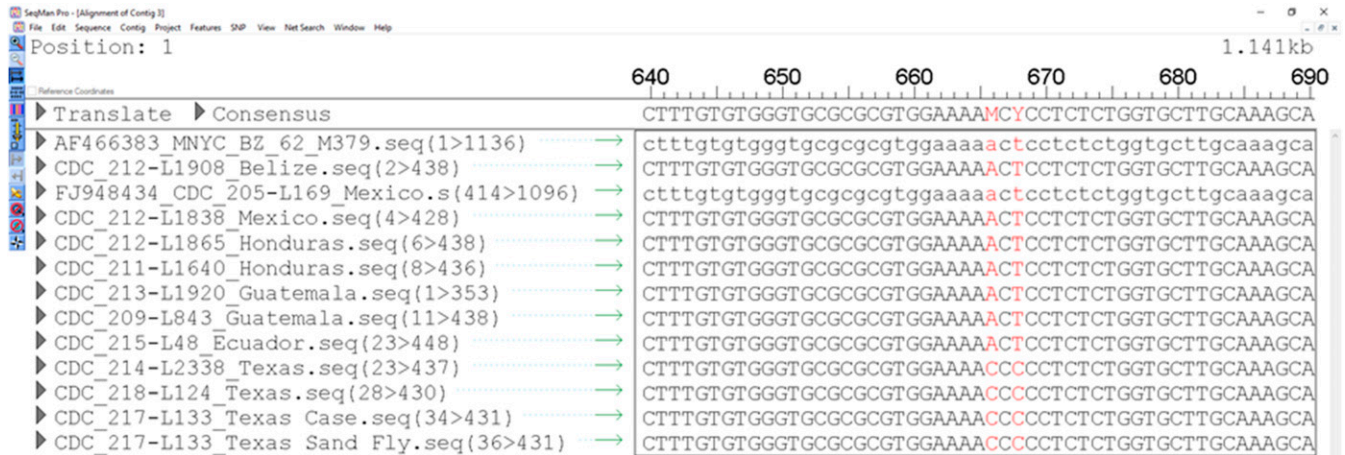 SeqMan Pro - [Alignment of Contig 3]
File Edit Sequence Contig Project Features SNP View Net Search Window Help
Position: 1 1.141kb
640 650 660 670 680 690
Reference Coordinates
Translate Consensus CTTTGTGTGGGTGCGCGCGTGGAAAAMCYCCTCTCTGGTGCTTGCAAAGCA
AF466383_MNYC_BZ_62_M379.seq(1>1136) ctttgtgtgggtgcgcgcgtggaaaaactcctctctggtgcttgcaaagca
CDC_212-L1908_Belize.seq(2>438) CTTTGTGTGGGTGCGCGCGTGGAAAAACTCCTCTCTGGTGCTTGCAAAGCA
FJ948434_CDC_205-L169_Mexico.s(414>1096) ctttgtgtgggtgcgcgcgtggaaaaactcctctctggtgcttgcaaagca
CDC_212-L1838_Mexico.seq(4>428) CTTTGTGTGGGTGCGCGCGTGGAAAAACTCCTCTCTGGTGCTTGCAAAGCA
CDC_212-L1865_Honduras.seq(6>438) CTTTGTGTGGGTGCGCGCGTGGAAAAACTCCTCTCTGGTGCTTGCAAAGCA
CDC_211-L1640_Honduras.seq(8>436) CTTTGTGTGGGTGCGCGCGTGGAAAAACTCCTCTCTGGTGCTTGCAAAGCA
CDC_213-L1920_Guatemala.seq(1>353) CTTTGTGTGGGTGCGCGCGTGGAAAAACTCCTCTCTGGTGCTTGCAAAGCA
CDC_209-L843_Guatemala.seq(11>438) CTTTGTGTGGGTGCGCGCGTGGAAAAACTCCTCTCTGGTGCTTGCAAAGCA
CDC_215-L48_Ecuador.seq(23>448) CTTTGTGTGGGTGCGCGCGTGGAAAAACTCCTCTCTGGTGCTTGCAAAGCA
CDC_214-L2338_Texas.seq(23>437) CTTTGTGTGGGTGCGCGCGTGGAAAACCCCCTCTCTGGTGCTTGCAAAGCA
CDC_218-L124_Texas.seq(28>430) CTTTGTGTGGGTGCGCGCGTGGAAAACCCCCTCTCTGGTGCTTGCAAAGCA
CDC_217-L133_Texas Case.seq(34>431) CTTTGTGTGGGTGCGCGCGTGGAAAACCCCCTCTCTGGTGCTTGCAAAGCA
CDC_217-L133_Texas Sand Fly.seq(36>431) CTTTGTGTGGGTGCGCGCGTGGAAAACCCCCTCTCTGGTGCTTGCAAAGCA